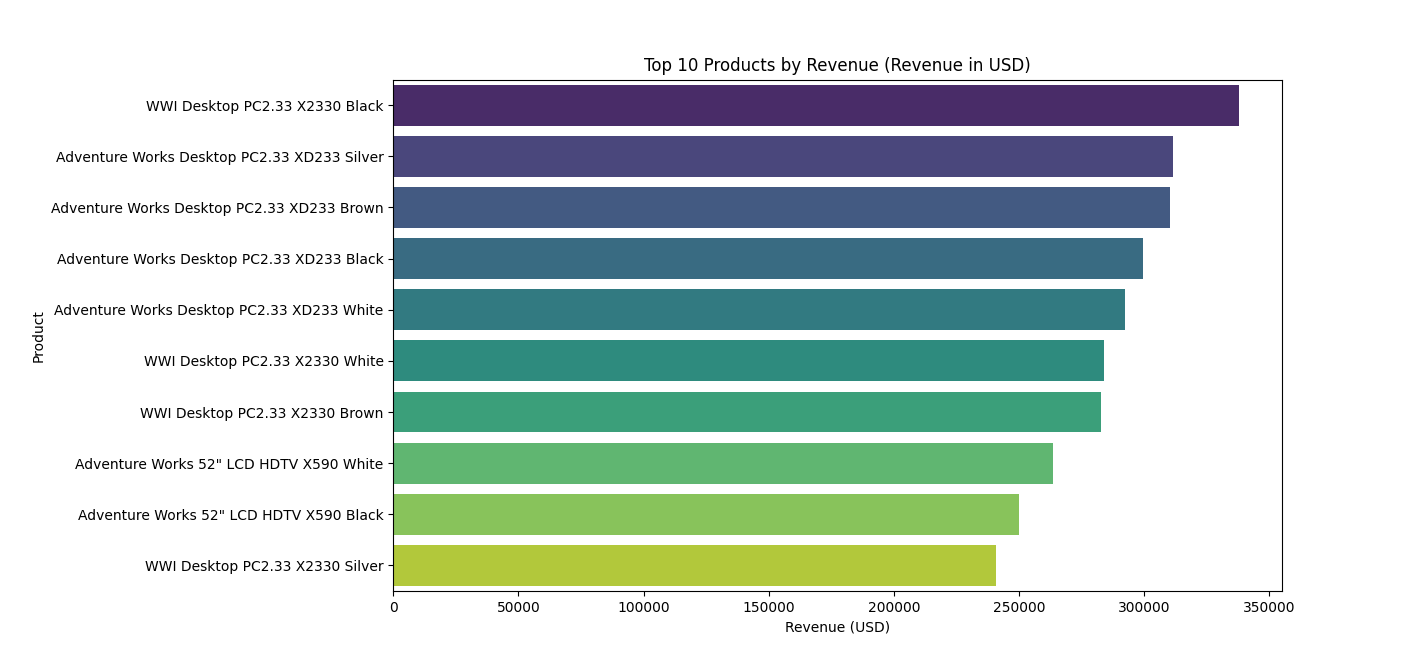 Top 10 Products by Revenue (Revenue in USD)
WWI Desktop PC2.33 X2330 Black
Adventure Works Desktop PC2.33 XD233 Silver
Adventure Works Desktop PC2.33 XD233 Brown
Adventure Works Desktop PC2.33 XD233 Black
Adventure Works Desktop PC2.33 XD233 White
WWI Desktop PC2.33 X2330 White
WWI Desktop PC2.33 X2330 Brown
Adventure Works 52" LCD HDTV X590 White
Adventure Works 52" LCD HDTV X590 Black
WWI Desktop PC2.33 X2330 Silver
Product
0 50000 100000 150000 200000 250000 300000 350000
Revenue (USD)